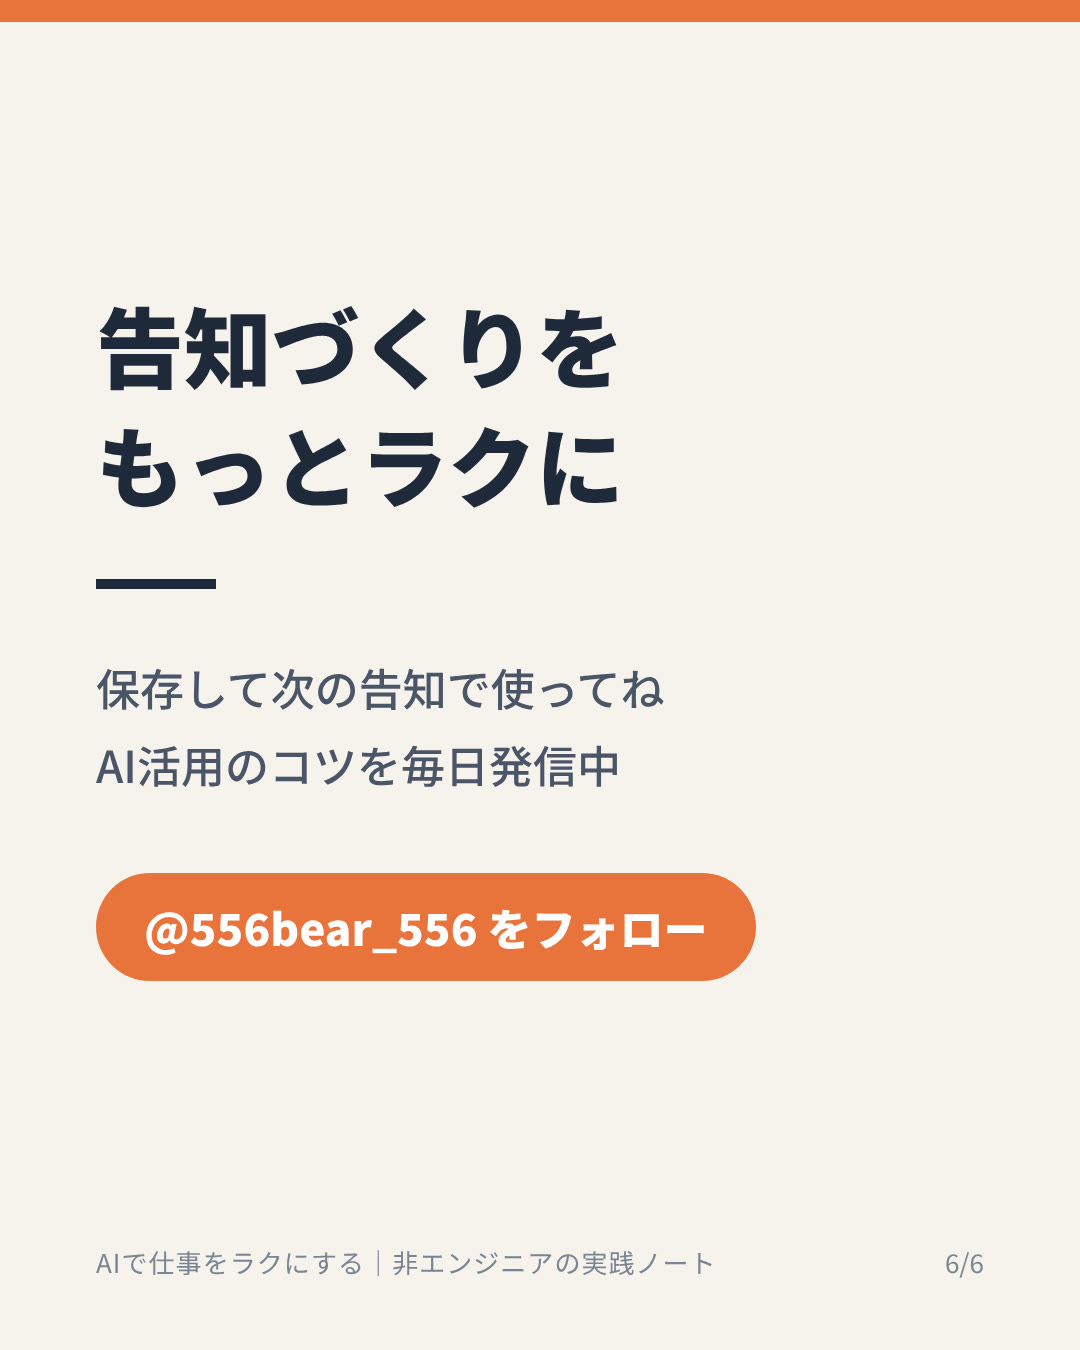 告知づくりを
もっとラクに
保存して次の告知で使ってね
AI活用のコツを毎日発信中
@556bear_556 をフォロー
AIで仕事をラクにする｜非エンジニアの実践ノート
6/6